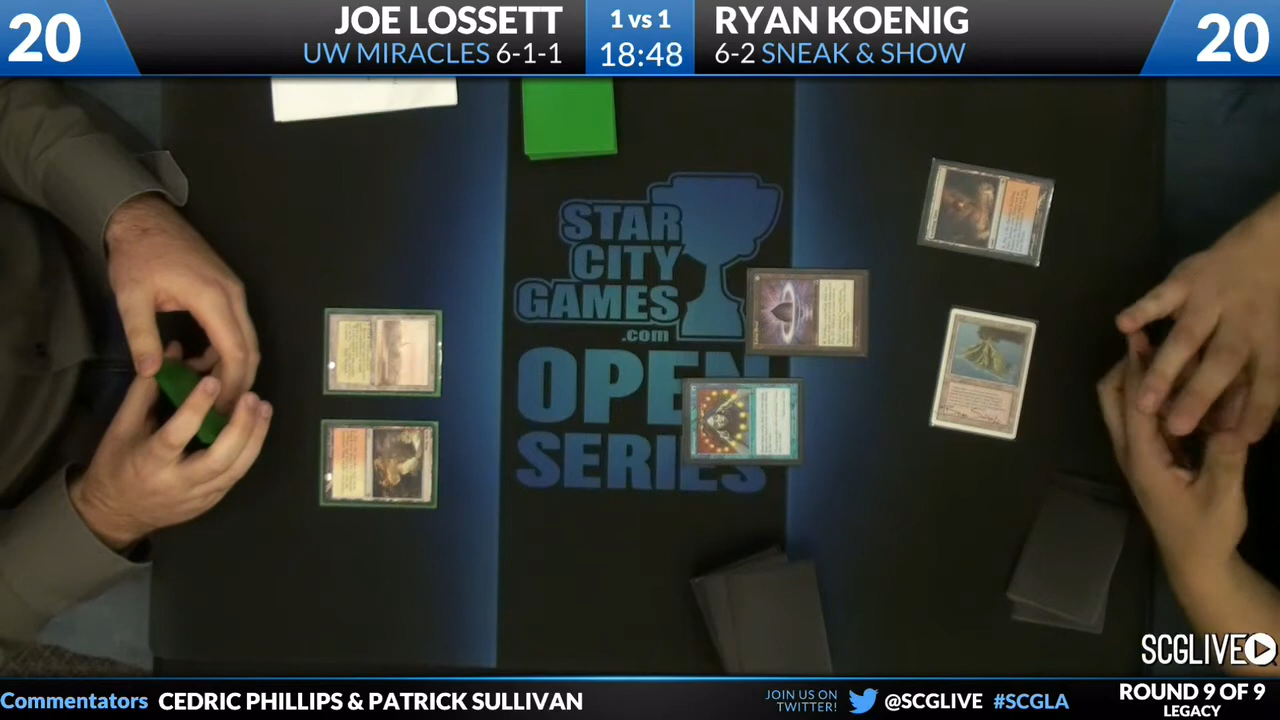 20
JOE LOSSETT
UW MIRACLES 6-1-1
1 vs 1
18:48
RYAN KOENIG
6-2 SNEAK & SHOW
20
STAR
CITY
GAMES
.com
OPEN
SERIES
SCGLIVE
Commentators CEDRIC PHILLIPS & PATRICK SULLIVAN
JOIN US ON
TWITTER!
@SCGLIVE #SCGLA
ROUND 9 OF 9
LEGACY